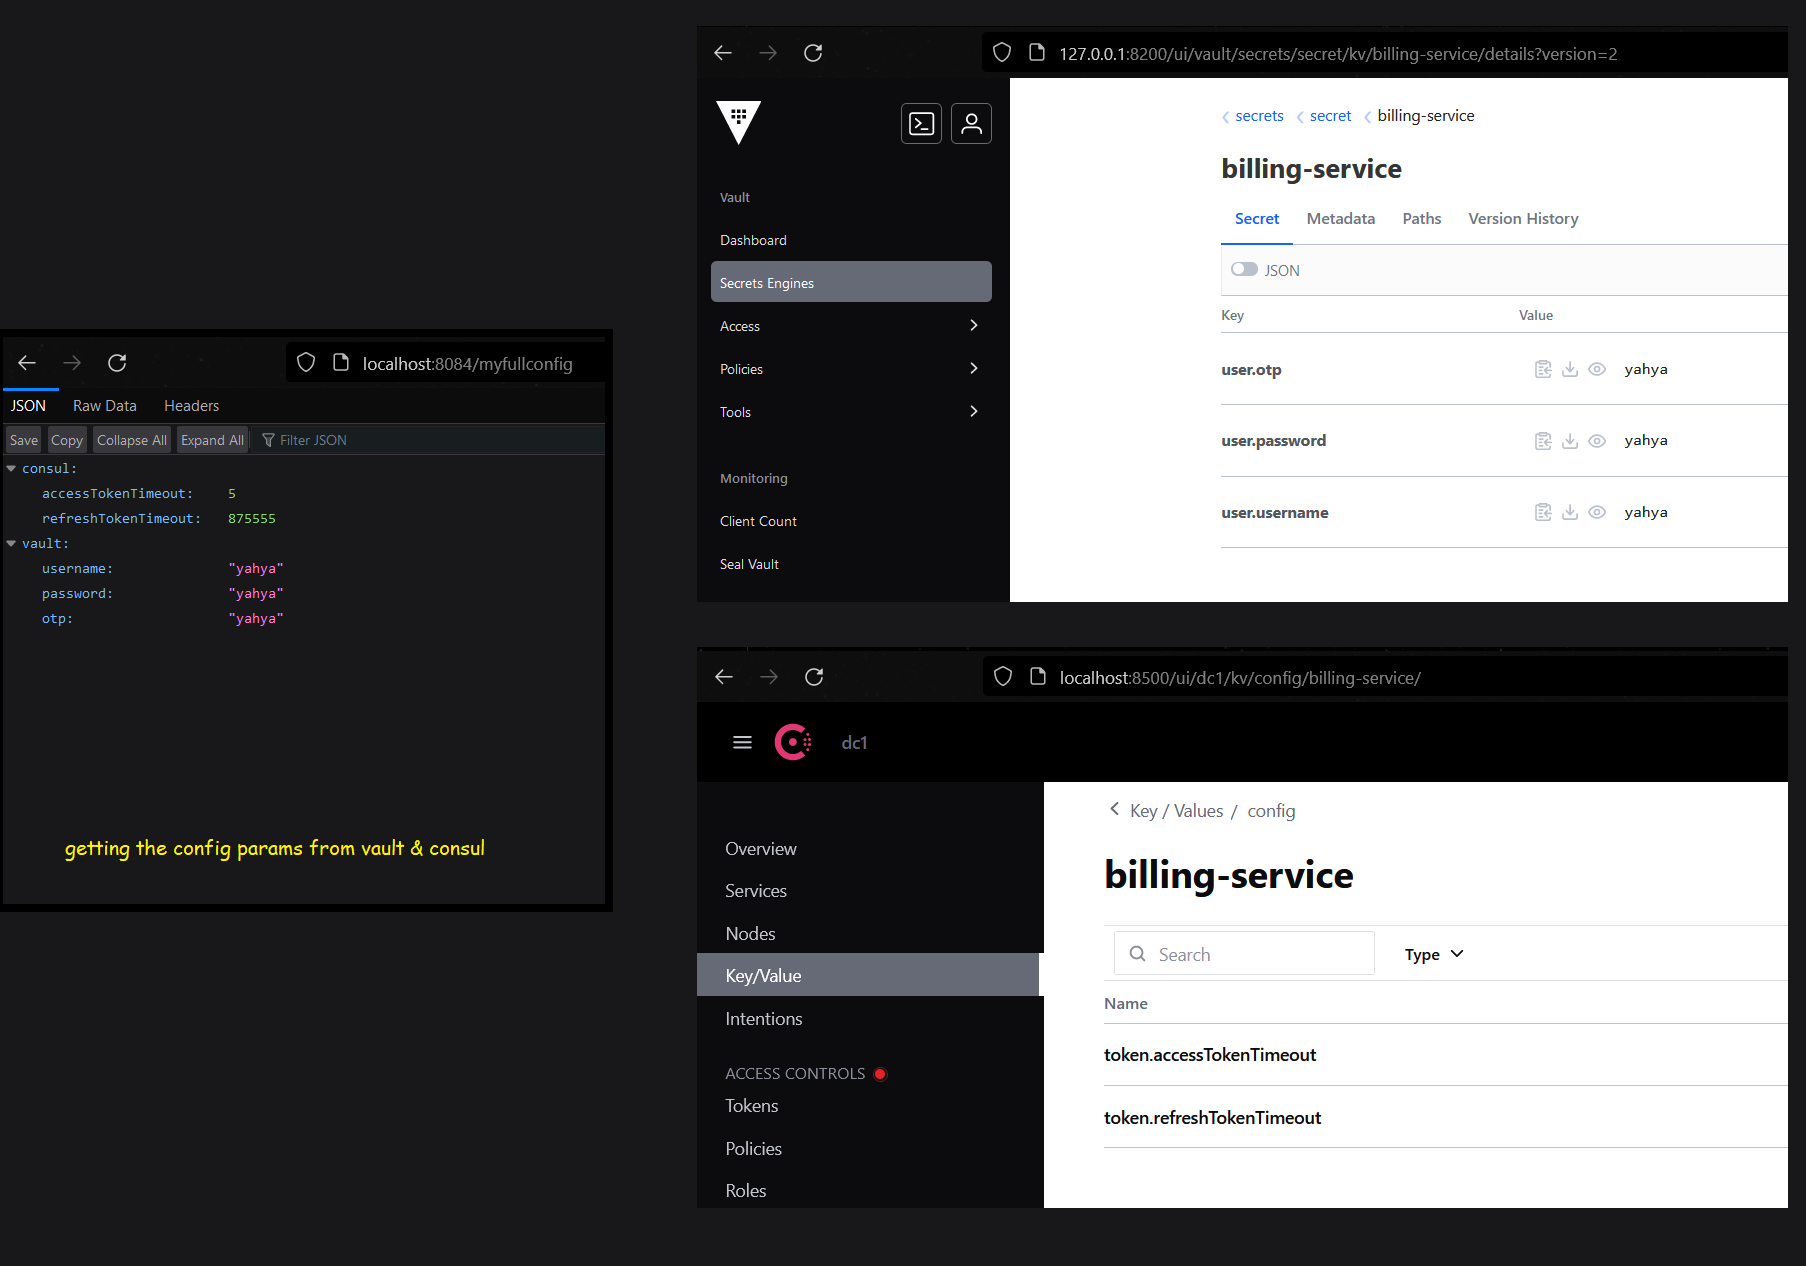 localhost:8084/myfullconfig
JSON Raw Data Headers
Save Copy Collapse All Expand All Filter JSON
consul:
accessTokenTimeout: 5
refreshTokenTimeout: 875555
vault:
username: "yahya"
password: "yahya"
otp: "yahya"
getting the config params from vault & consul
127.0.0.1:8200/ui/vault/secrets/secret/kv/billing-service/details?version=2
Vault
Dashboard
Secrets Engines
Access
Policies
Tools
Monitoring
Client Count
Seal Vault
secrets secret billing-service
billing-service
Secret Metadata Paths Version History
JSON
Key Value
user.otp yahya
user.password yahya
user.username yahya
localhost:8500/ui/dc1/kv/config/billing-service/
dc1
Overview
Services
Nodes
Key/Value
Intentions
ACCESS CONTROLS
Tokens
Policies
Roles
Key / Values / config
billing-service
Search Type
Name
token.accessTokenTimeout
token.refreshTokenTimeout